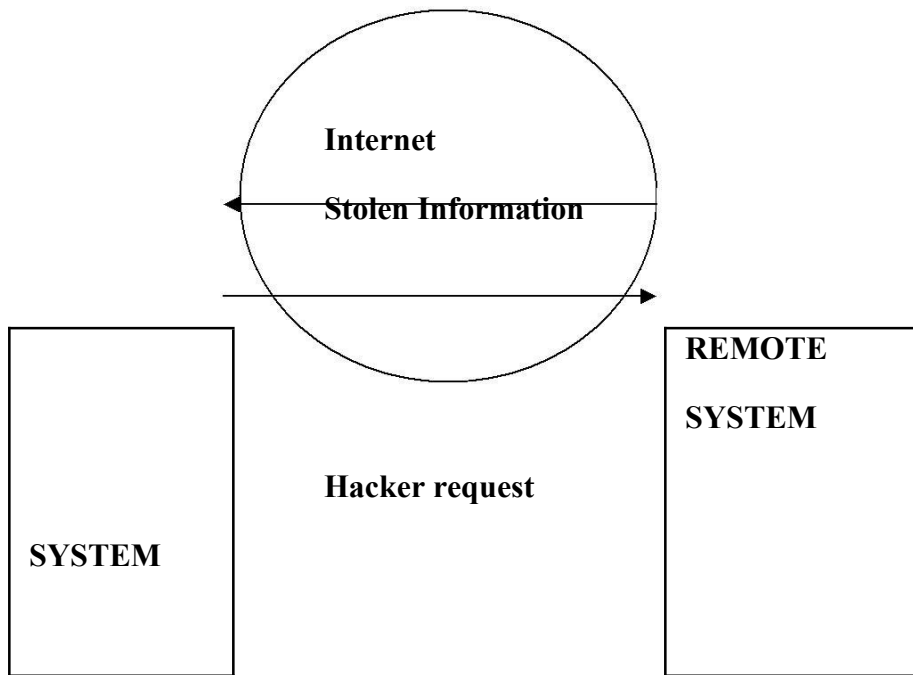 Internet
Stolen Information
REMOTE
SYSTEM
Hacker request
SYSTEM